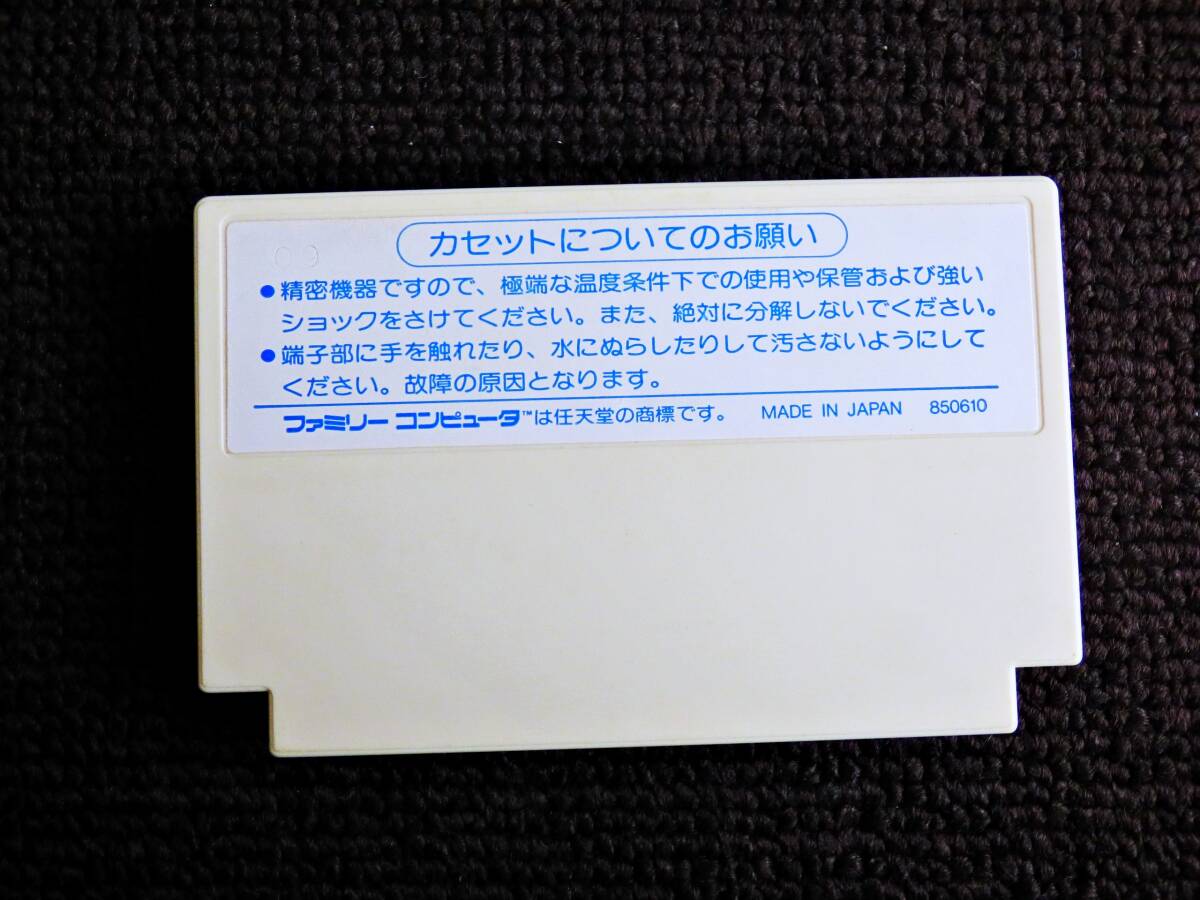 カセットについてのお願い
09
●精密機器ですので、極端な温度条件下での使用や保管および強い
ショックをさけてください。また、絶対に分解しないでください。
●端子部に手を触れたり、水にぬらしたりして汚さないようにして
ください。故障の原因となります。
ファミリー コンピュータ™は任天堂の商標です。 MADE IN JAPAN 850610